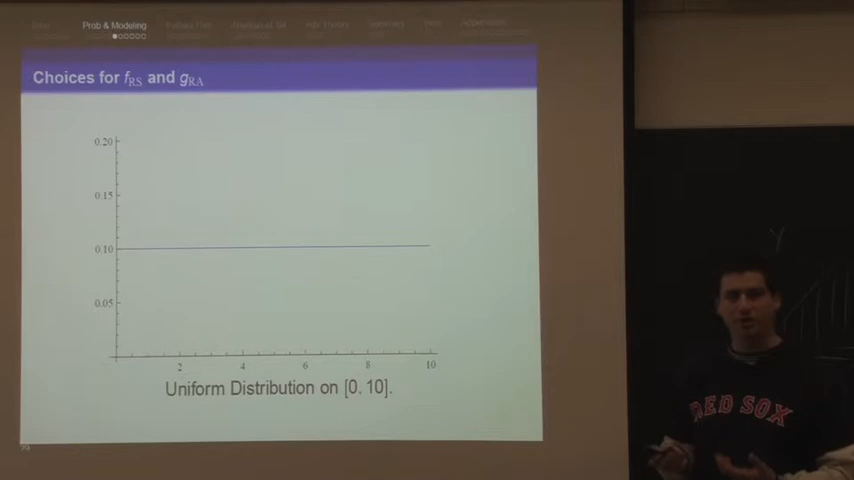 Prob & Modeling
Choices for fRS and gRA
0.20
0.15
0.10
0.05
2 4 6 8 10
Uniform Distribution on [0, 10].
RED SOX